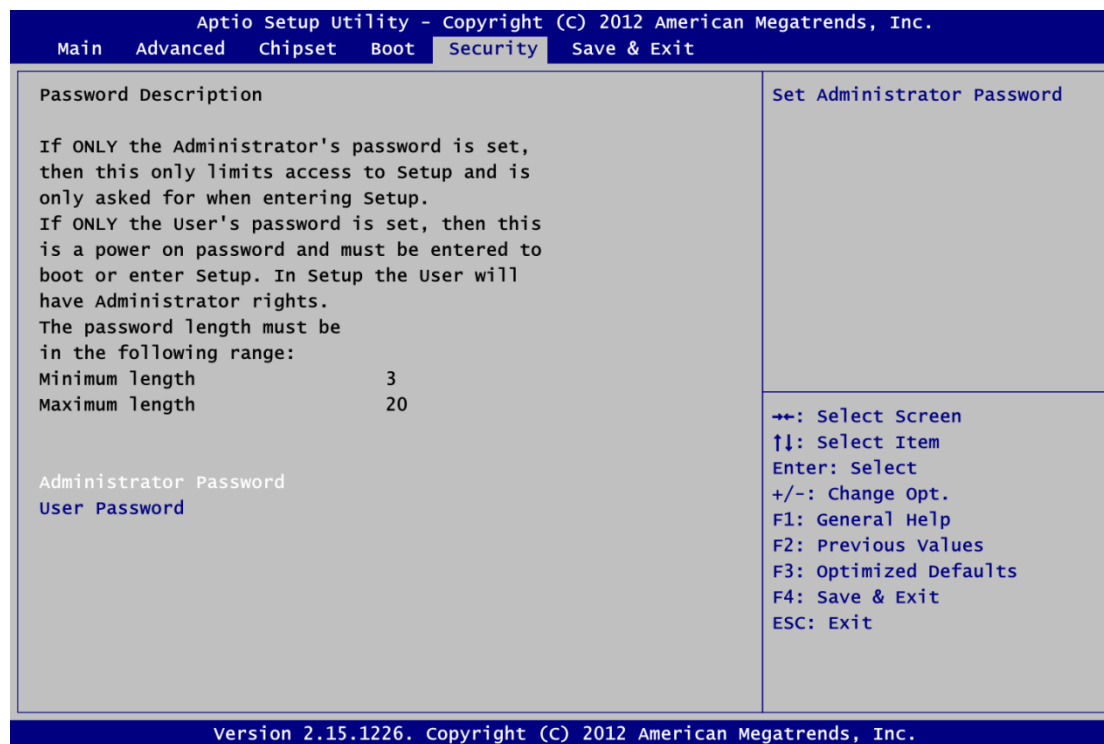 Aptio Setup Utility - Copyright (C) 2012 American Megatrends, Inc.
Main Advanced Chipset Boot Security Save & Exit
Password Description
If ONLY the Administrator's password is set,
then this only limits access to Setup and is
only asked for when entering Setup.
If ONLY the User's password is set, then this
is a power on password and must be entered to
boot or enter Setup. In Setup the User will
have Administrator rights.
The password length must be
in the following range:
Minimum length 3
Maximum length 20
Administrator Password
User Password
Set Administrator Password
→←: Select Screen
↑↓: Select Item
Enter: Select
+/-: Change Opt.
F1: General Help
F2: Previous Values
F3: Optimized Defaults
F4: Save & Exit
ESC: Exit
Version 2.15.1226. Copyright (C) 2012 American Megatrends, Inc.